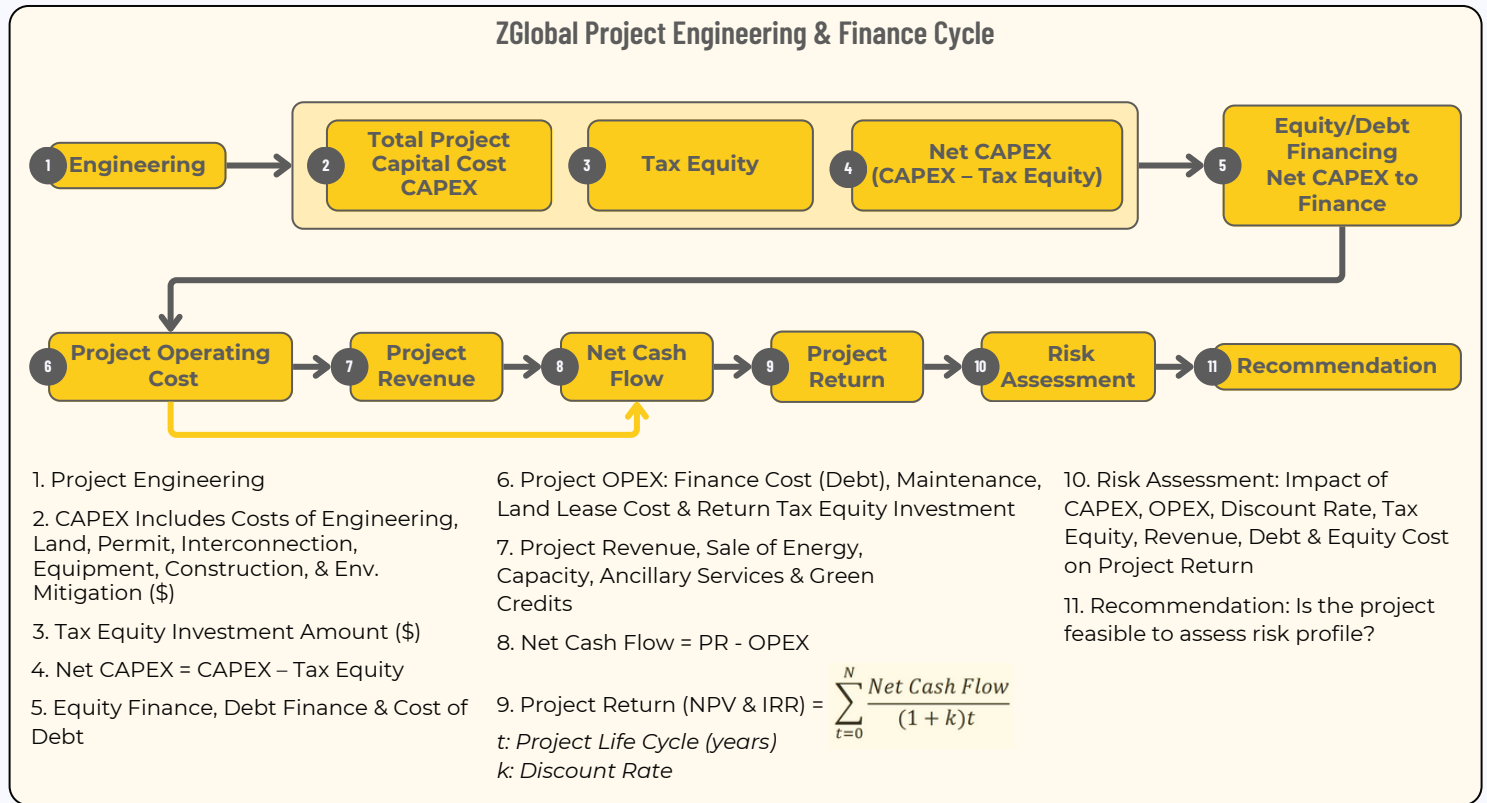 ZGlobal Project Engineering & Finance Cycle
1 Engineering
2 Total Project
Capital Cost
CAPEX
3 Tax Equity
4 Net CAPEX
(CAPEX – Tax Equity)
5 Equity/Debt
Financing
Net CAPEX to
Finance
6 Project Operating
Cost
7 Project
Revenue
8 Net Cash
Flow
9 Project
Return
10 Risk
Assessment
11 Recommendation
1. Project Engineering
2. CAPEX Includes Costs of Engineering,
Land, Permit, Interconnection,
Equipment, Construction, & Env.
Mitigation ($)
3. Tax Equity Investment Amount ($)
4. Net CAPEX = CAPEX – Tax Equity
5. Equity Finance, Debt Finance & Cost of
Debt
6. Project OPEX: Finance Cost (Debt), Maintenance,
Land Lease Cost & Return Tax Equity Investment
7. Project Revenue, Sale of Energy,
Capacity, Ancillary Services & Green
Credits
8. Net Cash Flow = PR - OPEX
9. Project Return (NPV & IRR) =
N
∑
t=0
Net Cash Flow
(1 + k)t
t: Project Life Cycle (years)
k: Discount Rate
10. Risk Assessment: Impact of
CAPEX, OPEX, Discount Rate, Tax
Equity, Revenue, Debt & Equity Cost
on Project Return
11. Recommendation: Is the project
feasible to assess risk profile?